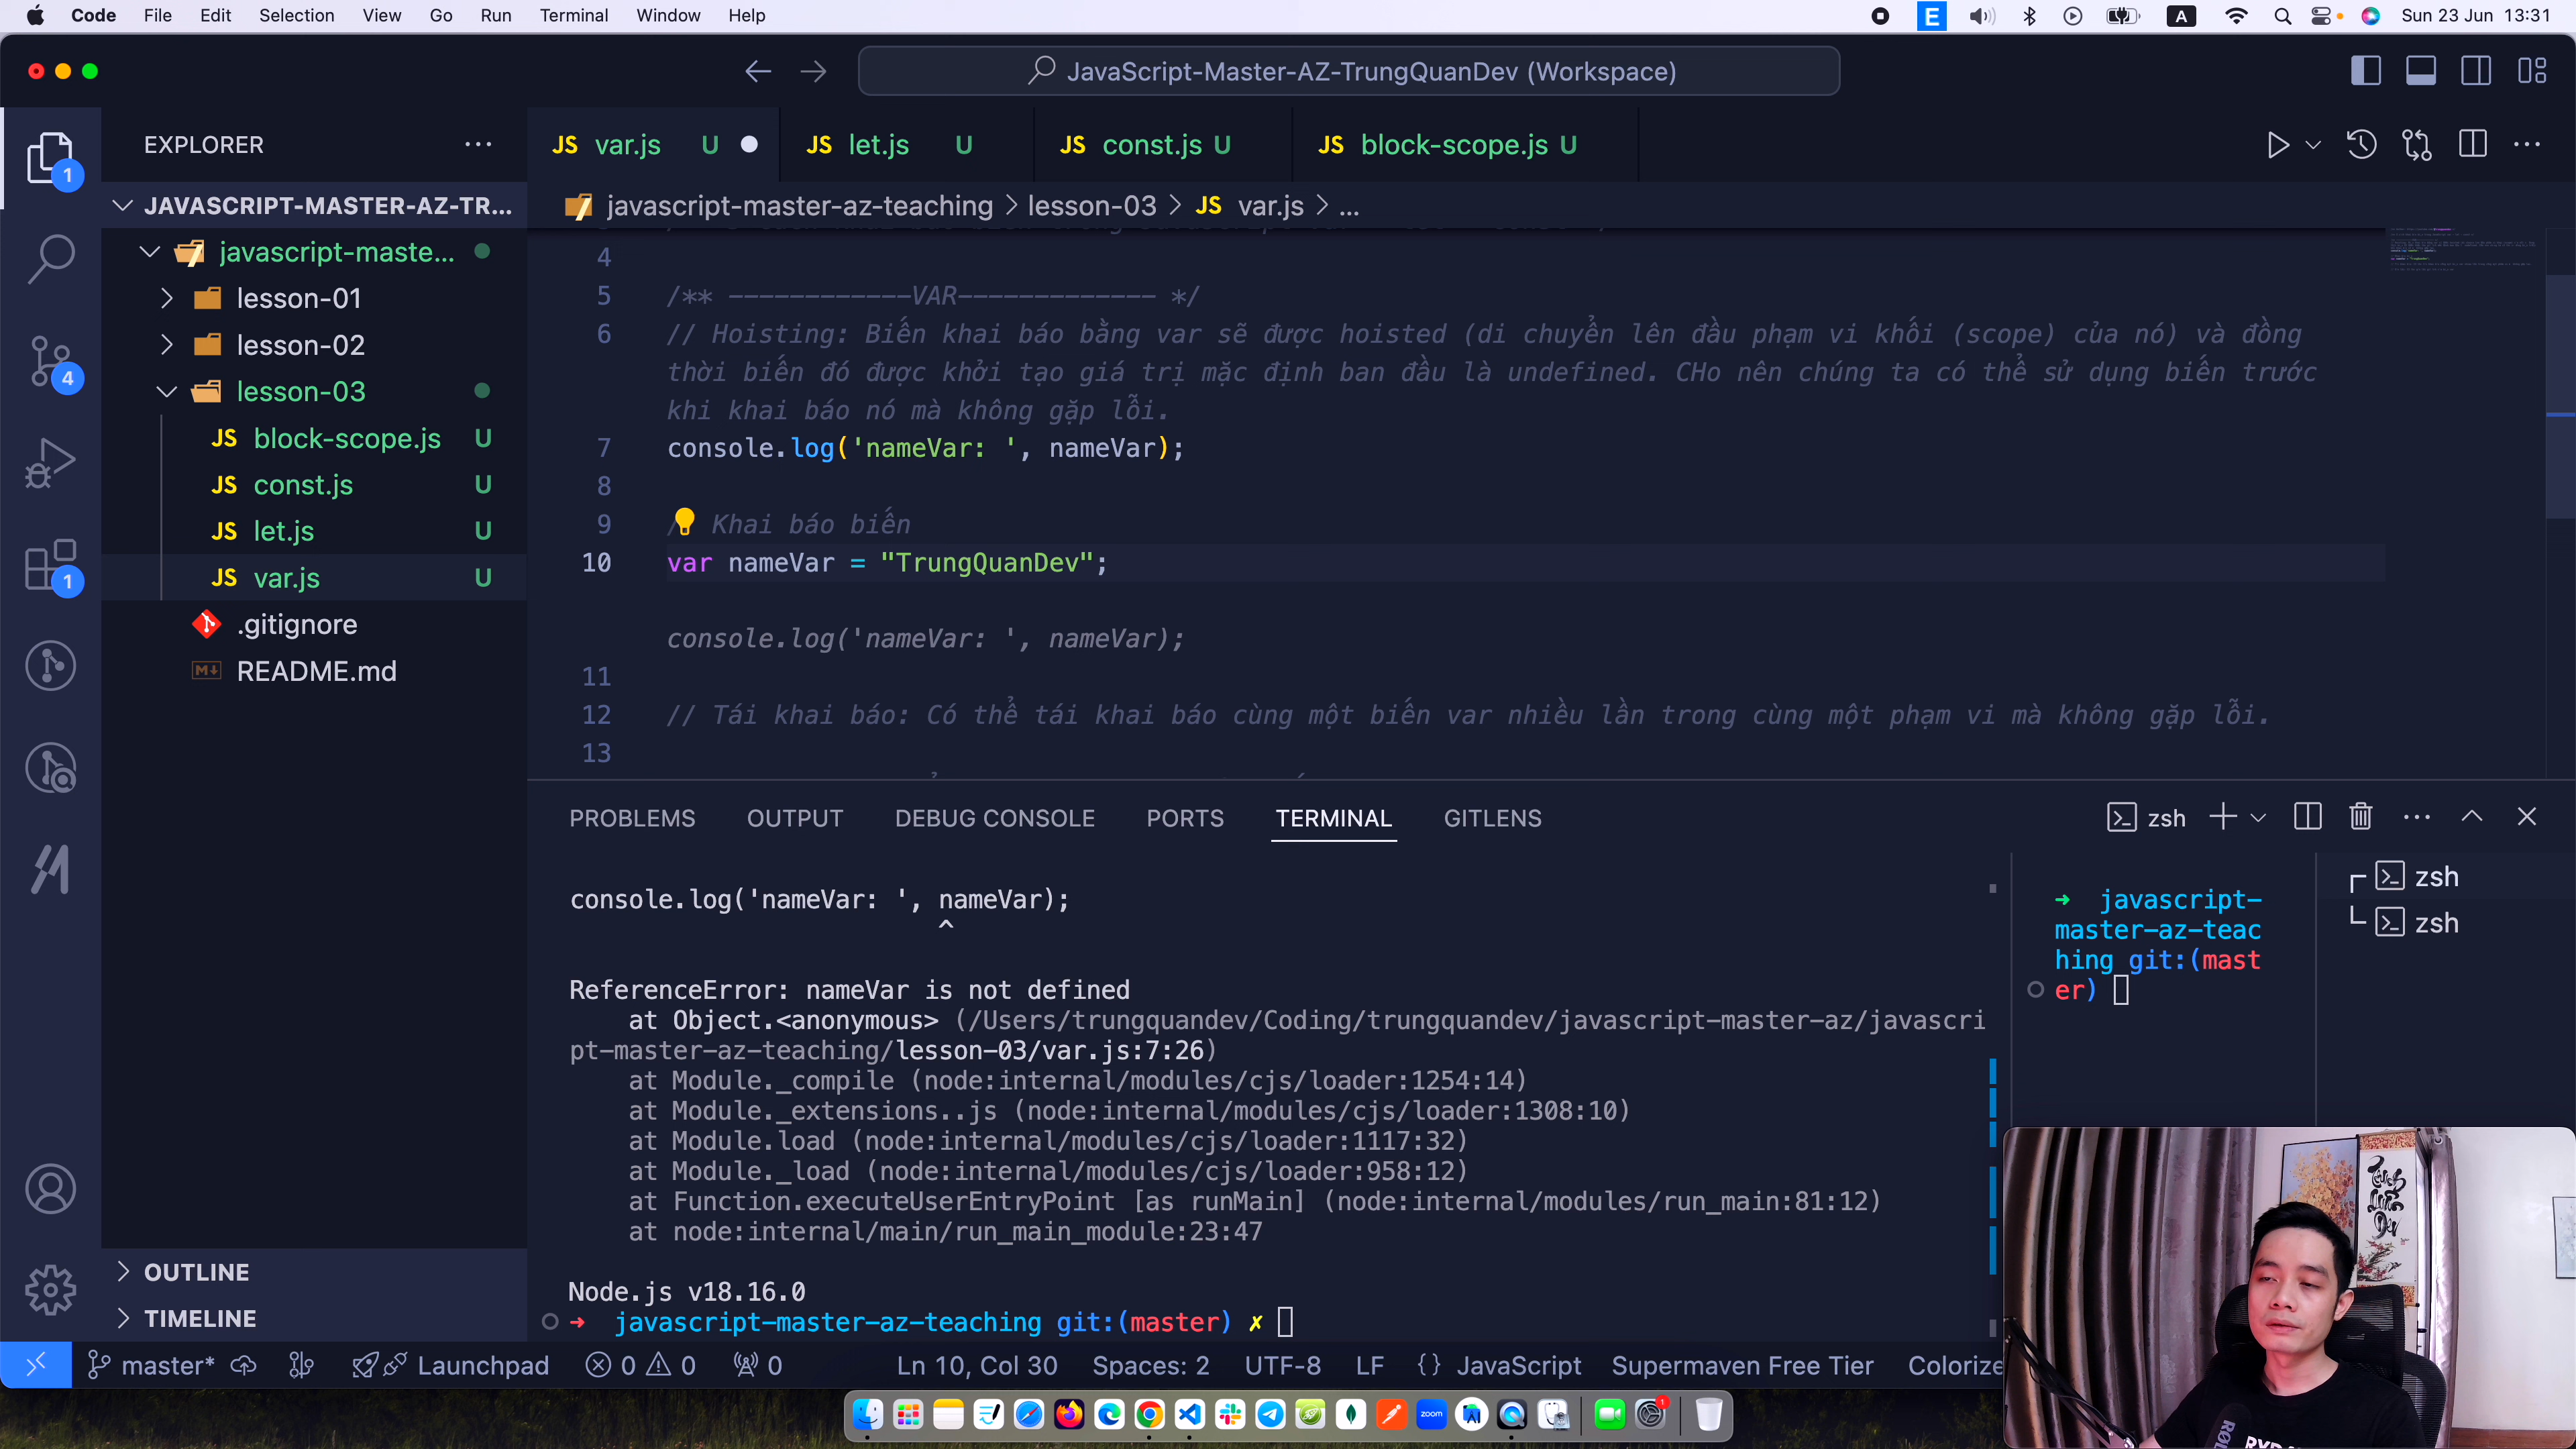 Code File Edit Selection View Go Run Terminal Window Help
E A Sun 23 Jun 13:31
JavaScript-Master-AZ-TrungQuanDev (Workspace)
EXPLORER
JS var.js U
JS let.js U
JS const.js U
JS block-scope.js U
1
JAVASCRIPT-MASTER-AZ-TR...
javascript-master-az-teaching > lesson-03 > JS var.js > ...
javascript-maste...
lesson-01
lesson-02
lesson-03
JS block-scope.js U
JS const.js U
JS let.js U
JS var.js U
.gitignore
README.md
4
1
4
5 /** ------------VAR------------- */
6 // Hoisting: Biến khai báo bằng var sẽ được hoisted (di chuyển lên đầu phạm vi khối (scope) của nó) và đồng
thời biến đó được khởi tạo giá trị mặc định ban đầu là undefined. CHo nên chúng ta có thể sử dụng biến trước
khi khai báo nó mà không gặp lỗi.
7 console.log('nameVar: ', nameVar);
8
9 / Khai báo biến
10 var nameVar = "TrungQuanDev";
console.log('nameVar: ', nameVar);
11
12 // Tái khai báo: Có thể tái khai báo cùng một biến var nhiều lần trong cùng một phạm vi mà không gặp lỗi.
13
PROBLEMS OUTPUT DEBUG CONSOLE PORTS TERMINAL GITLENS
zsh
console.log('nameVar: ', nameVar);
^
ReferenceError: nameVar is not defined
at Object.<anonymous> (/Users/trungquandev/Coding/trungquandev/javascript-master-az/javascri
pt-master-az-teaching/lesson-03/var.js:7:26)
at Module._compile (node:internal/modules/cjs/loader:1254:14)
at Module._extensions..js (node:internal/modules/cjs/loader:1308:10)
at Module.load (node:internal/modules/cjs/loader:1117:32)
at Module._load (node:internal/modules/cjs/loader:958:12)
at Function.executeUserEntryPoint [as runMain] (node:internal/modules/run_main:81:12)
at node:internal/main/run_main_module:23:47
Node.js v18.16.0
➜ javascript-master-az-teaching git:(master) ✗
➜ javascript-
master-az-teac
hing git:(mast
er)
zsh
zsh
OUTLINE
TIMELINE
master* Launchpad 0 0 0 Ln 10, Col 30 Spaces: 2 UTF-8 LF {} JavaScript Supermaven Free Tier Colorize
zoom
1